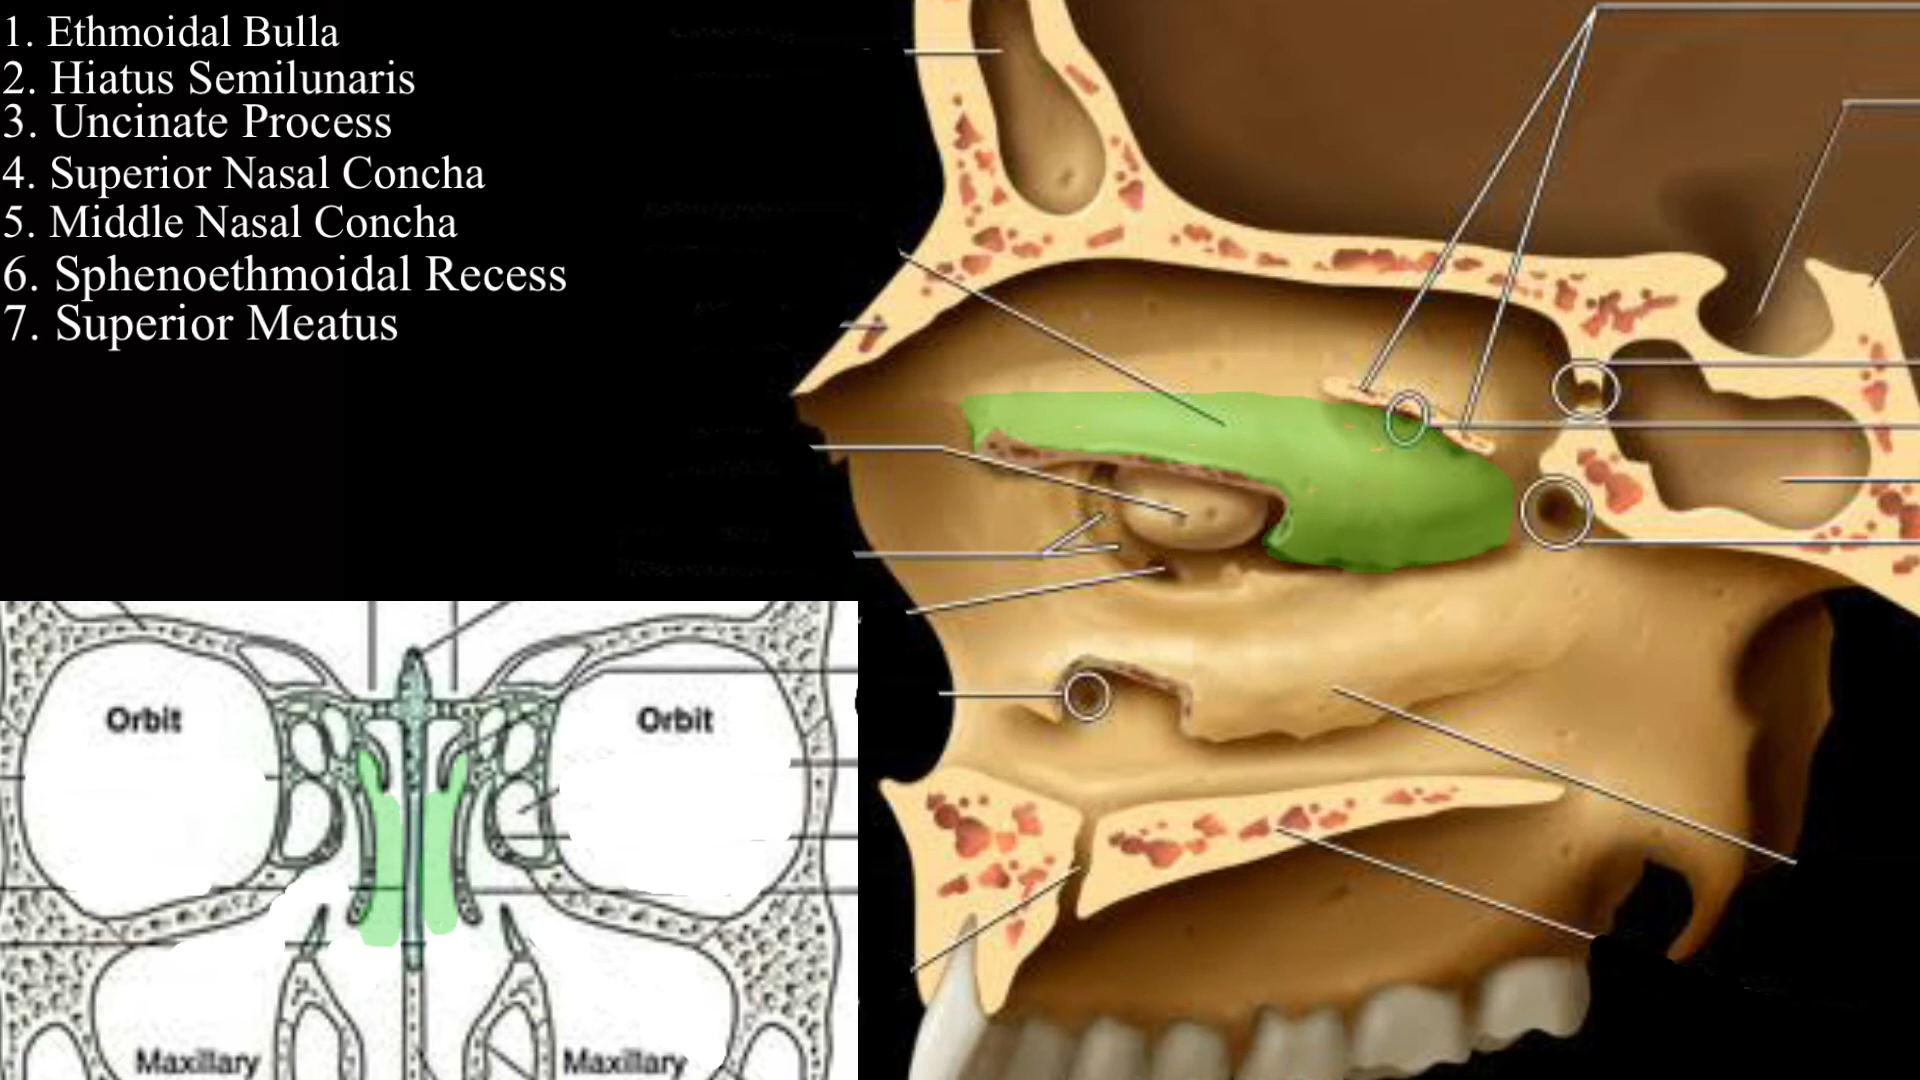 1. Ethmoidal Bulla
2. Hiatus Semilunaris
3. Uncinate Process
4. Superior Nasal Concha
5. Middle Nasal Concha
6. Sphenoethmoidal Recess
7. Superior Meatus
Orbit
Orbit
Maxillary
Maxillary